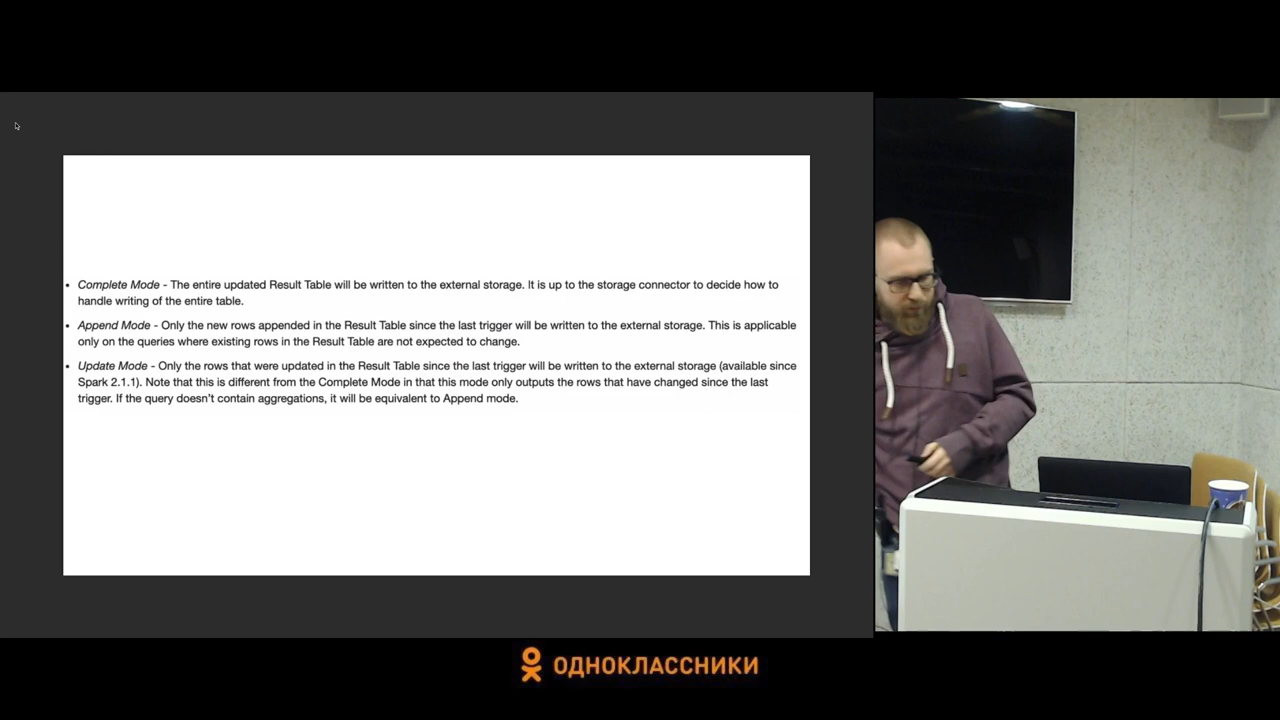 • Complete Mode - The entire updated Result Table will be written to the external storage. It is up to the storage connector to decide how to
handle writing of the entire table.
• Append Mode - Only the new rows appended in the Result Table since the last trigger will be written to the external storage. This is applicable
only on the queries where existing rows in the Result Table are not expected to change.
• Update Mode - Only the rows that were updated in the Result Table since the last trigger will be written to the external storage (available since
Spark 2.1.1). Note that this is different from the Complete Mode in that this mode only outputs the rows that have changed since the last
trigger. If the query doesn't contain aggregations, it will be equivalent to Append mode.
ОДНОКЛАССНИКИ